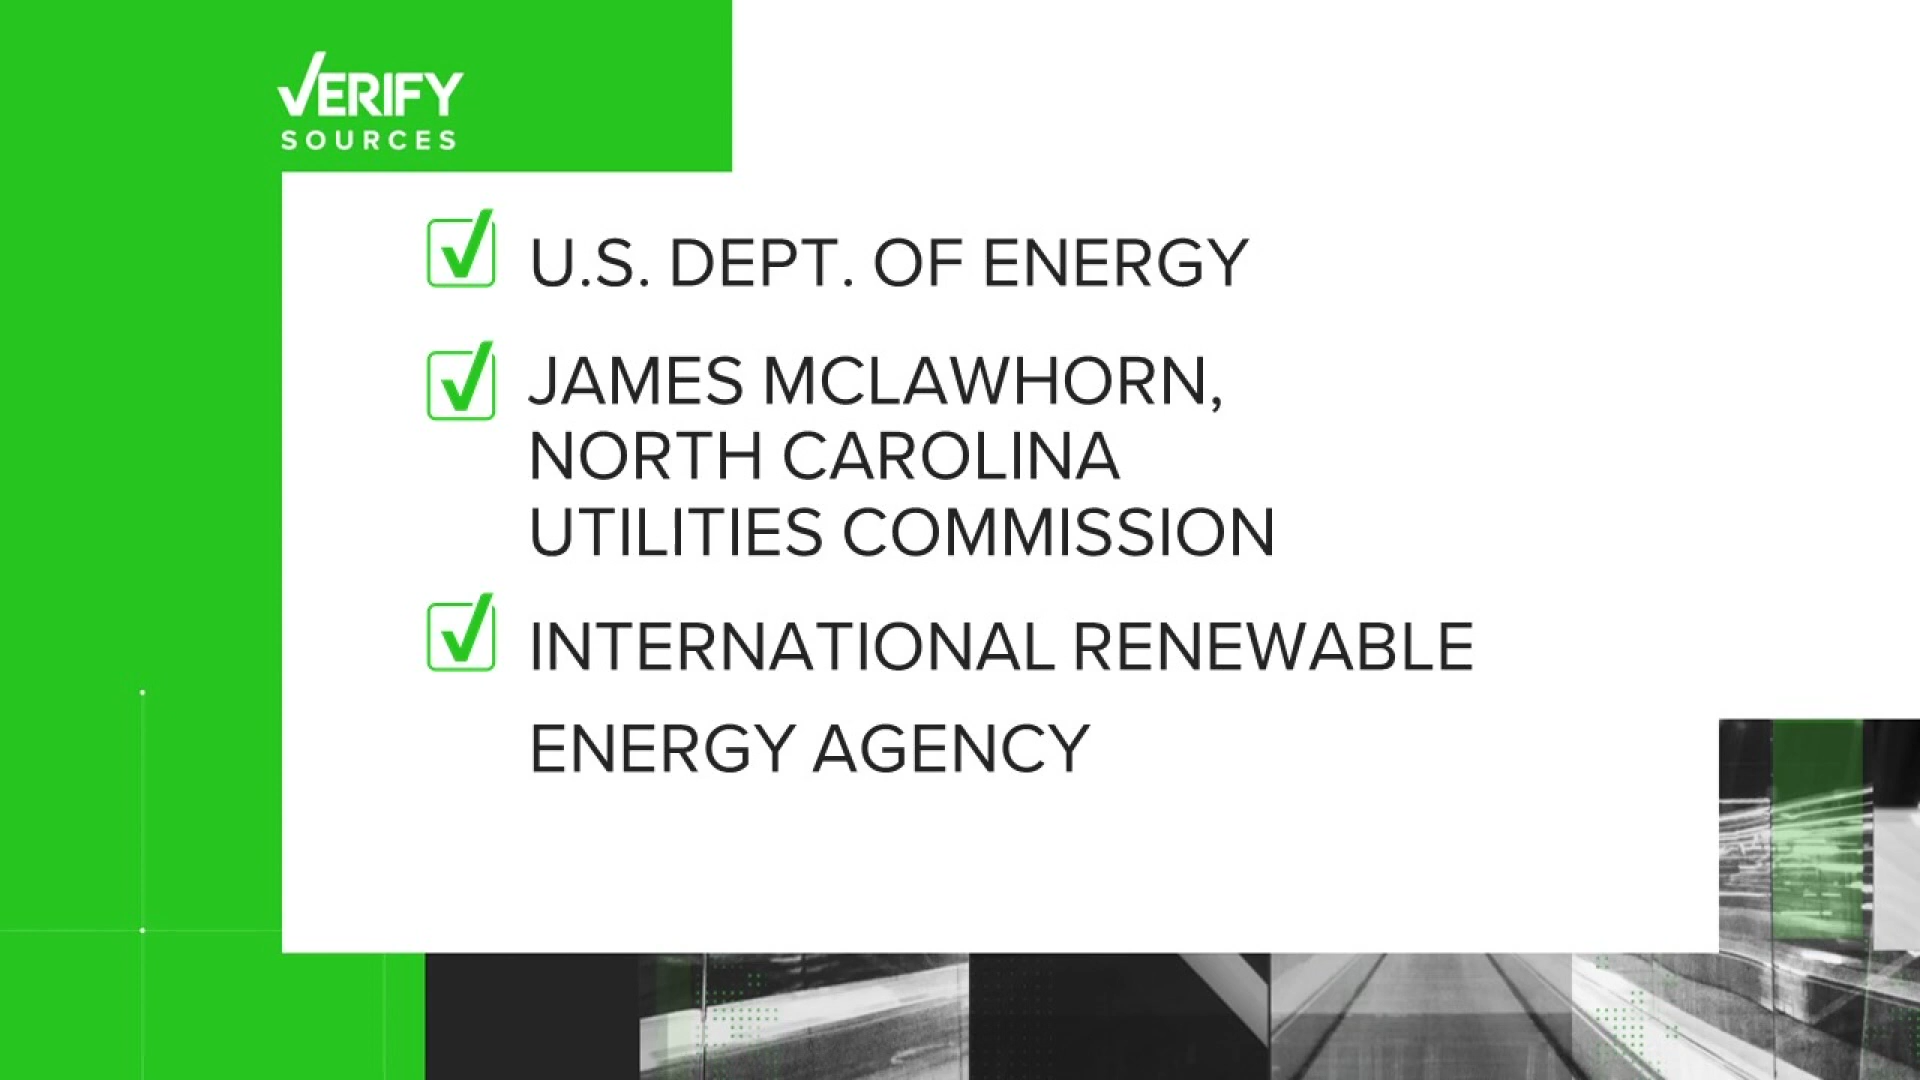 VERIFY
SOURCES
U.S. DEPT. OF ENERGY
JAMES MCLAWHORN,
NORTH CAROLINA
UTILITIES COMMISSION
INTERNATIONAL RENEWABLE
ENERGY AGENCY